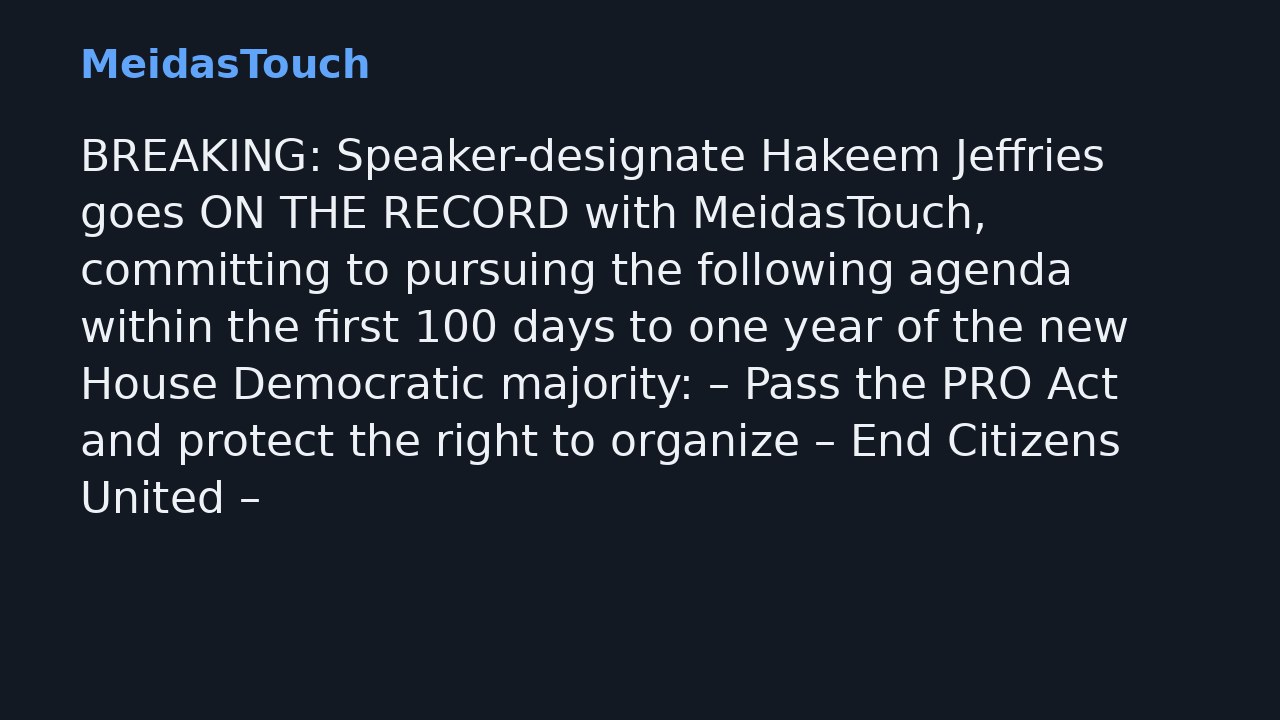 MeidasTouch
BREAKING: Speaker-designate Hakeem Jeffries
goes ON THE RECORD with MeidasTouch,
committing to pursuing the following agenda
within the first 100 days to one year of the new
House Democratic majority: – Pass the PRO Act
and protect the right to organize – End Citizens
United –